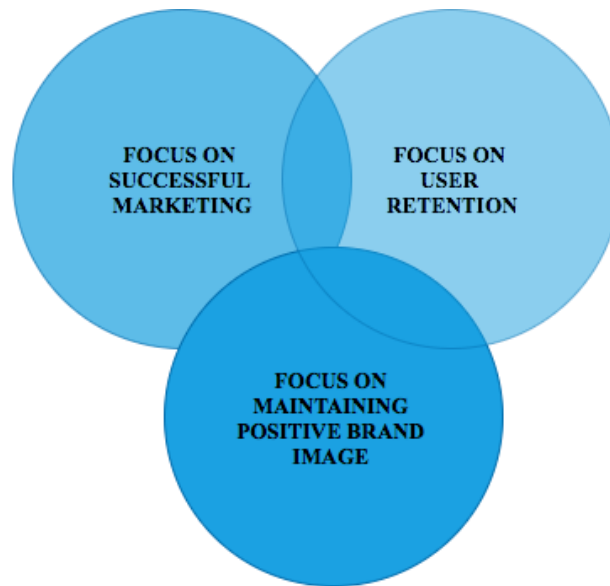 FOCUS ON
SUCCESSFUL
MARKETING
FOCUS ON
USER
RETENTION
FOCUS ON
MAINTAINING
POSITIVE BRAND
IMAGE